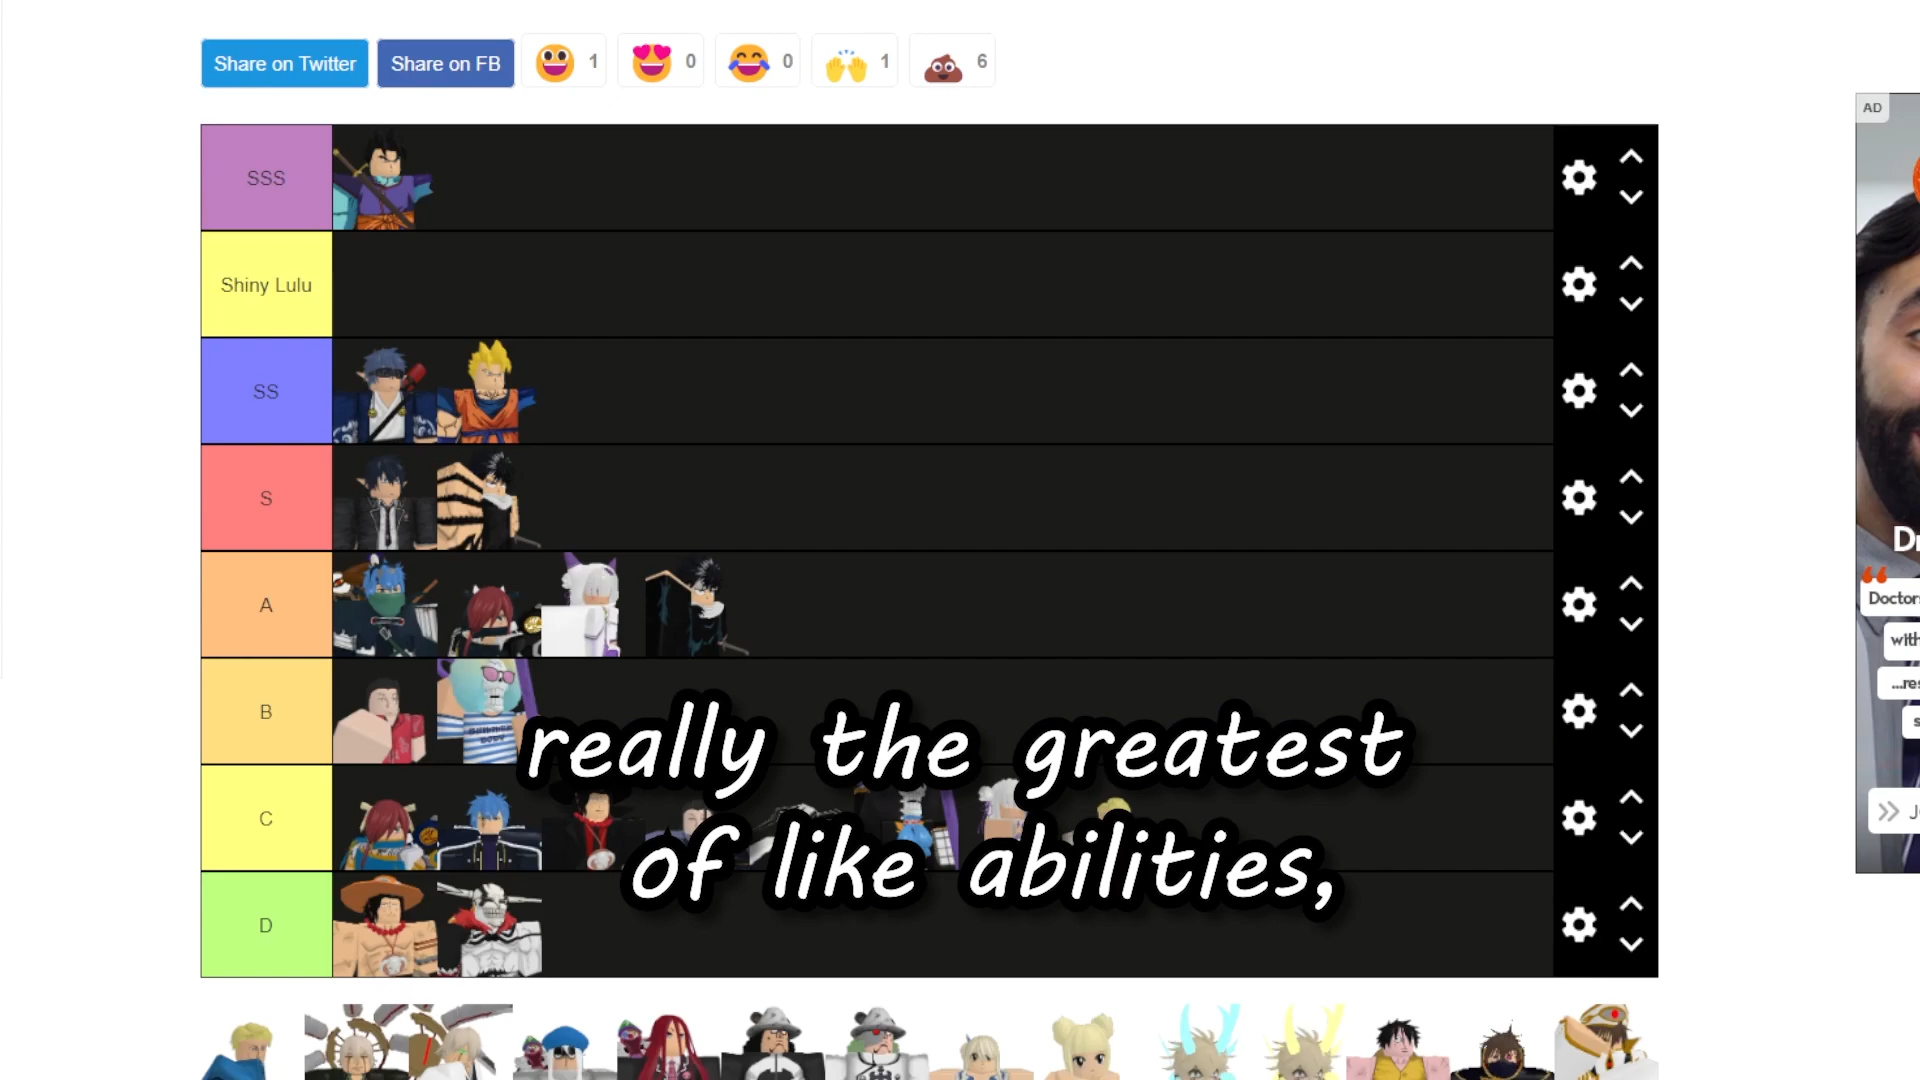 Share on Twitter
Share on FB
1
0
0
1
6
AD
SSS
Shiny Lulu
SS
S
A
B
C
D
really the greatest
of like abilities,
Doctors
with